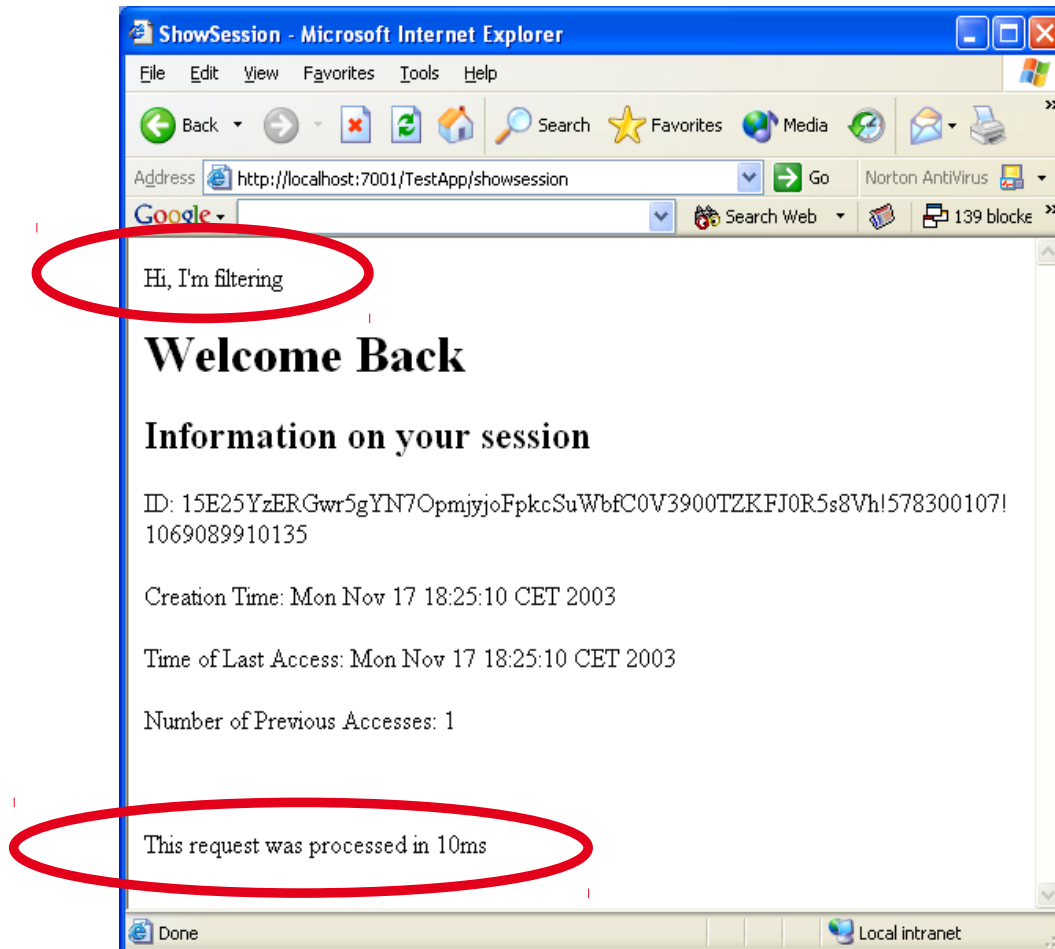 ShowSession - Microsoft Internet Explorer
File Edit View Favorites Tools Help
Back Search Favorites Media »
Address http://localhost:7001/TestApp/showsession Go Norton AntiVirus
Google Search Web 139 blocke »
Hi, I'm filtering
Welcome Back
Information on your session
ID: 15E25YzERGwr5gYN7OpmjyjoFpkcSuWbfC0V3900TZKFJ0R5s8Vh!578300107!
1069089910135
Creation Time: Mon Nov 17 18:25:10 CET 2003
Time of Last Access: Mon Nov 17 18:25:10 CET 2003
Number of Previous Accesses: 1
This request was processed in 10ms
Done Local intranet